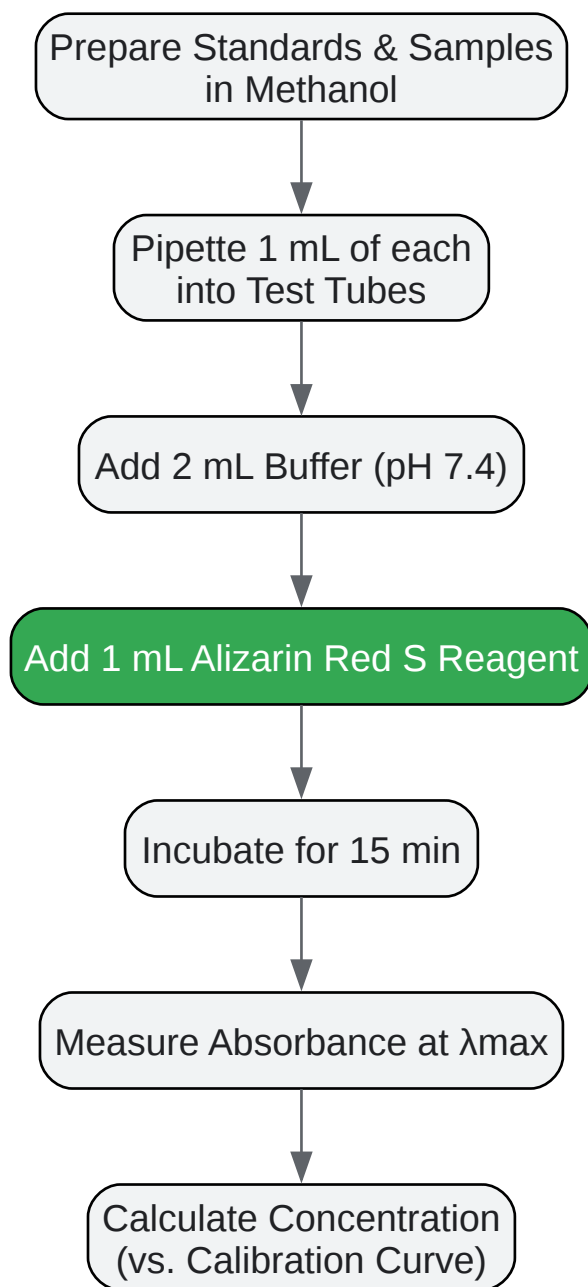 Prepare Standards & Samples
in Methanol
Pipette 1 mL of each
into Test Tubes
Add 2 mL Buffer (pH 7.4)
Add 1 mL Alizarin Red S Reagent
Incubate for 15 min
Measure Absorbance at λmax
Calculate Concentration
(vs. Calibration Curve)